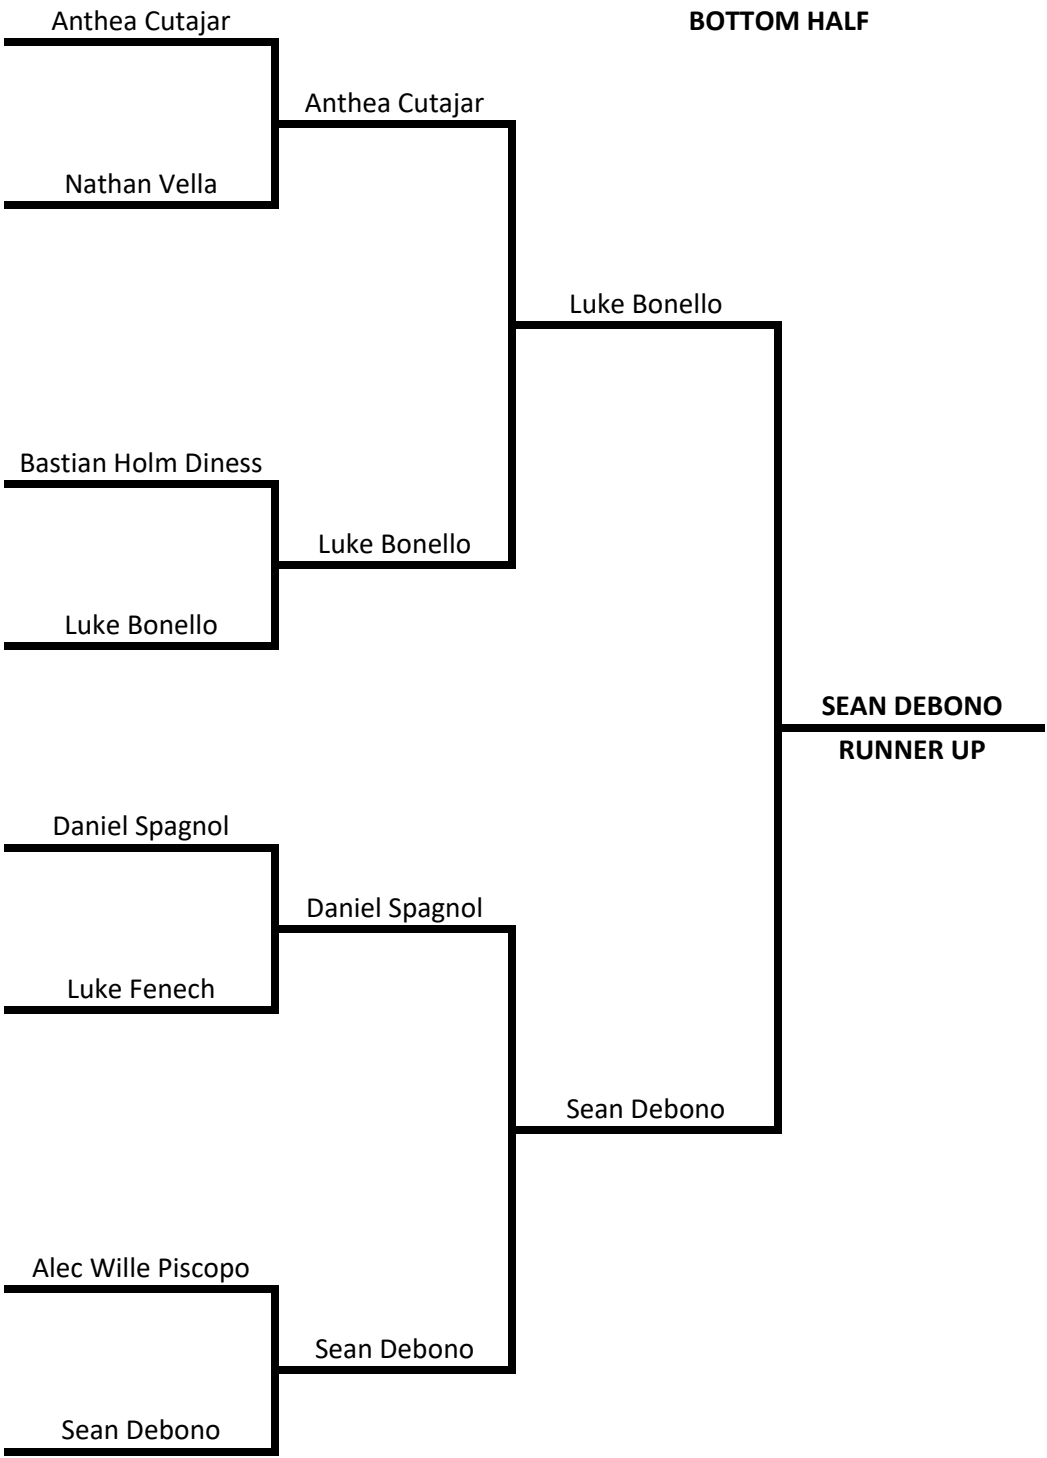 Anthea Cutajar
BOTTOM HALF
Anthea Cutajar
Nathan Vella
Luke Bonello
Bastian Holm Diness
Luke Bonello
Luke Bonello
SEAN DEBONO
RUNNER UP
Daniel Spagnol
Daniel Spagnol
Luke Fenech
Sean Debono
Alec Wille Piscopo
Sean Debono
Sean Debono